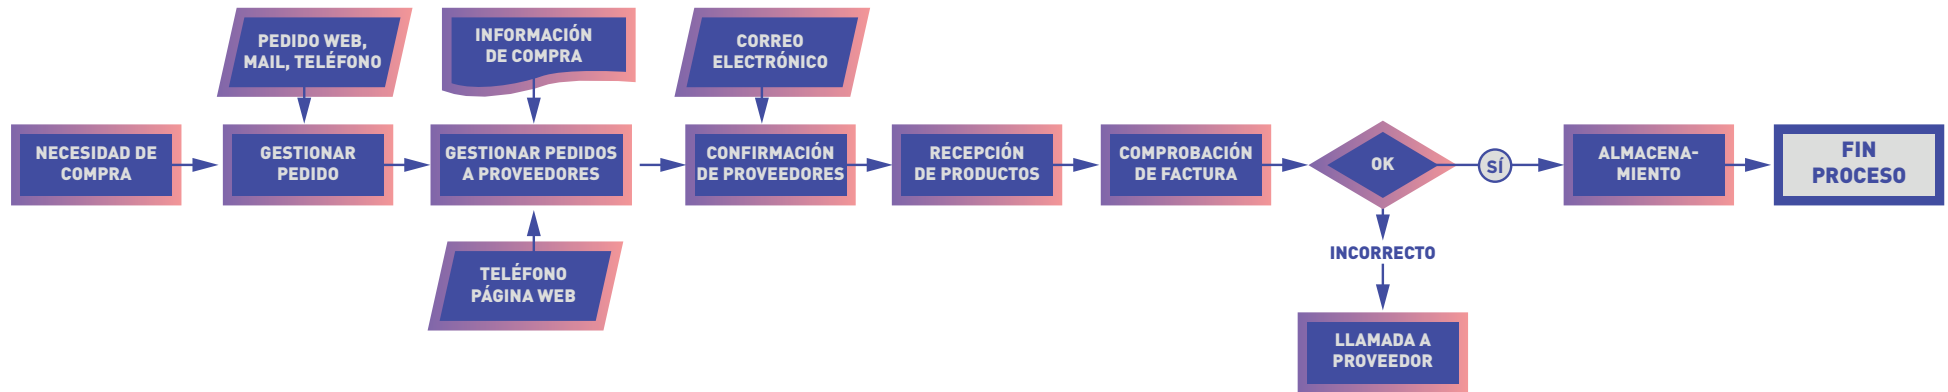 PEDIDO WEB,
MAIL, TELÉFONO
INFORMACIÓN
DE COMPRA
CORREO
ELECTRÓNICO
NECESIDAD DE
COMPRA
GESTIONAR
PEDIDO
GESTIONAR PEDIDOS
A PROVEEDORES
CONFIRMACIÓN
DE PROVEEDORES
RECEPCIÓN
DE PRODUCTOS
COMPROBACIÓN
DE FACTURA
OK
SÍ
ALMACENA-
MIENTO
FIN
PROCESO
TELÉFONO
PÁGINA WEB
INCORRECTO
LLAMADA A
PROVEEDOR